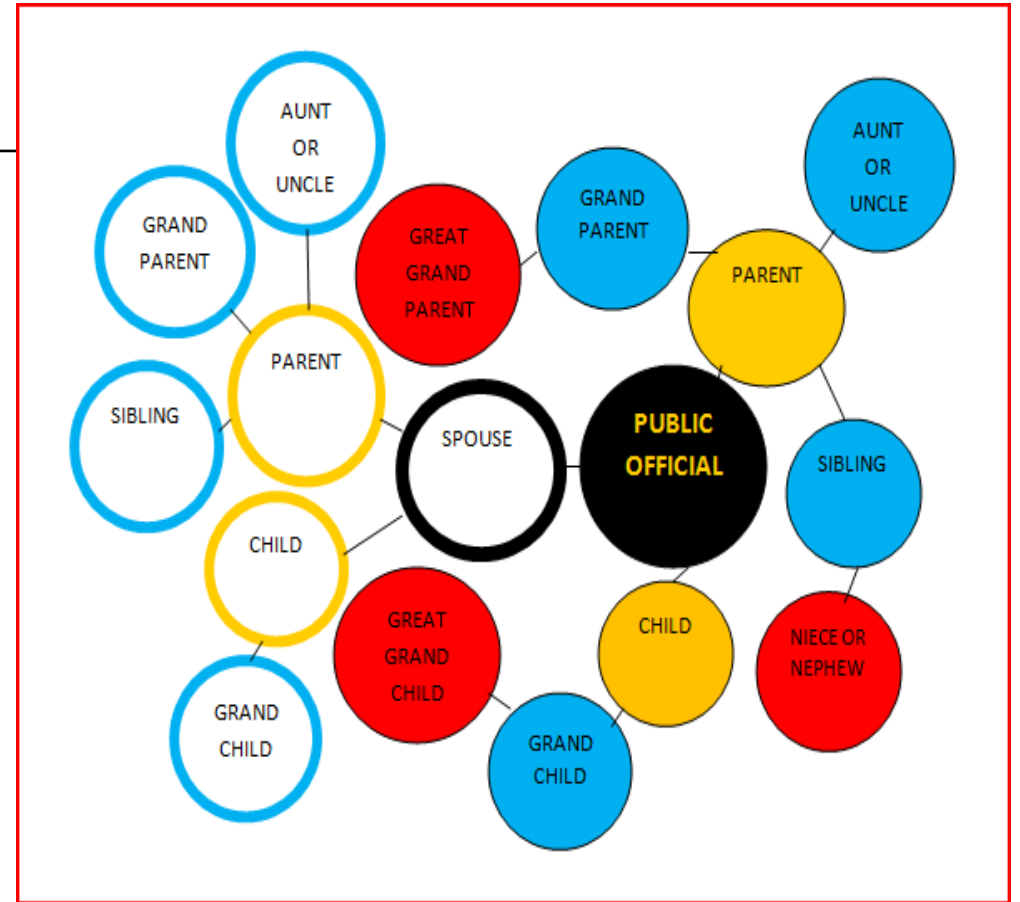 AUNT
OR
UNCLE
GRAND
PARENT
GREAT
GRAND
PARENT
GRAND
PARENT
AUNT
OR
UNCLE
PARENT
PARENT
SIBLING
SPOUSE
PUBLIC
OFFICIAL
SIBLING
CHILD
GREAT
GRAND
CHILD
CHILD
NIECE OR
NEPHEW
GRAND
CHILD
GRAND
CHILD